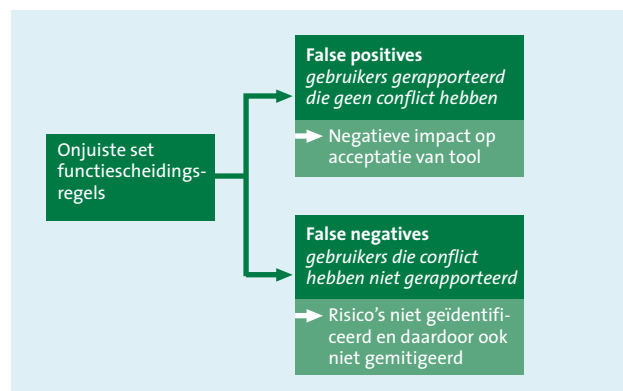 Onjuiste set
functiescheidings-
regels
False positives
gebruikers gerapporteerd
die geen conflict hebben
Negatieve impact op
acceptatie van tool
False negatives
gebruikers die conflict
hebben niet gerapporteerd
Risico's niet geïdentifi-
ceerd en daardoor ook
niet gemitigeerd